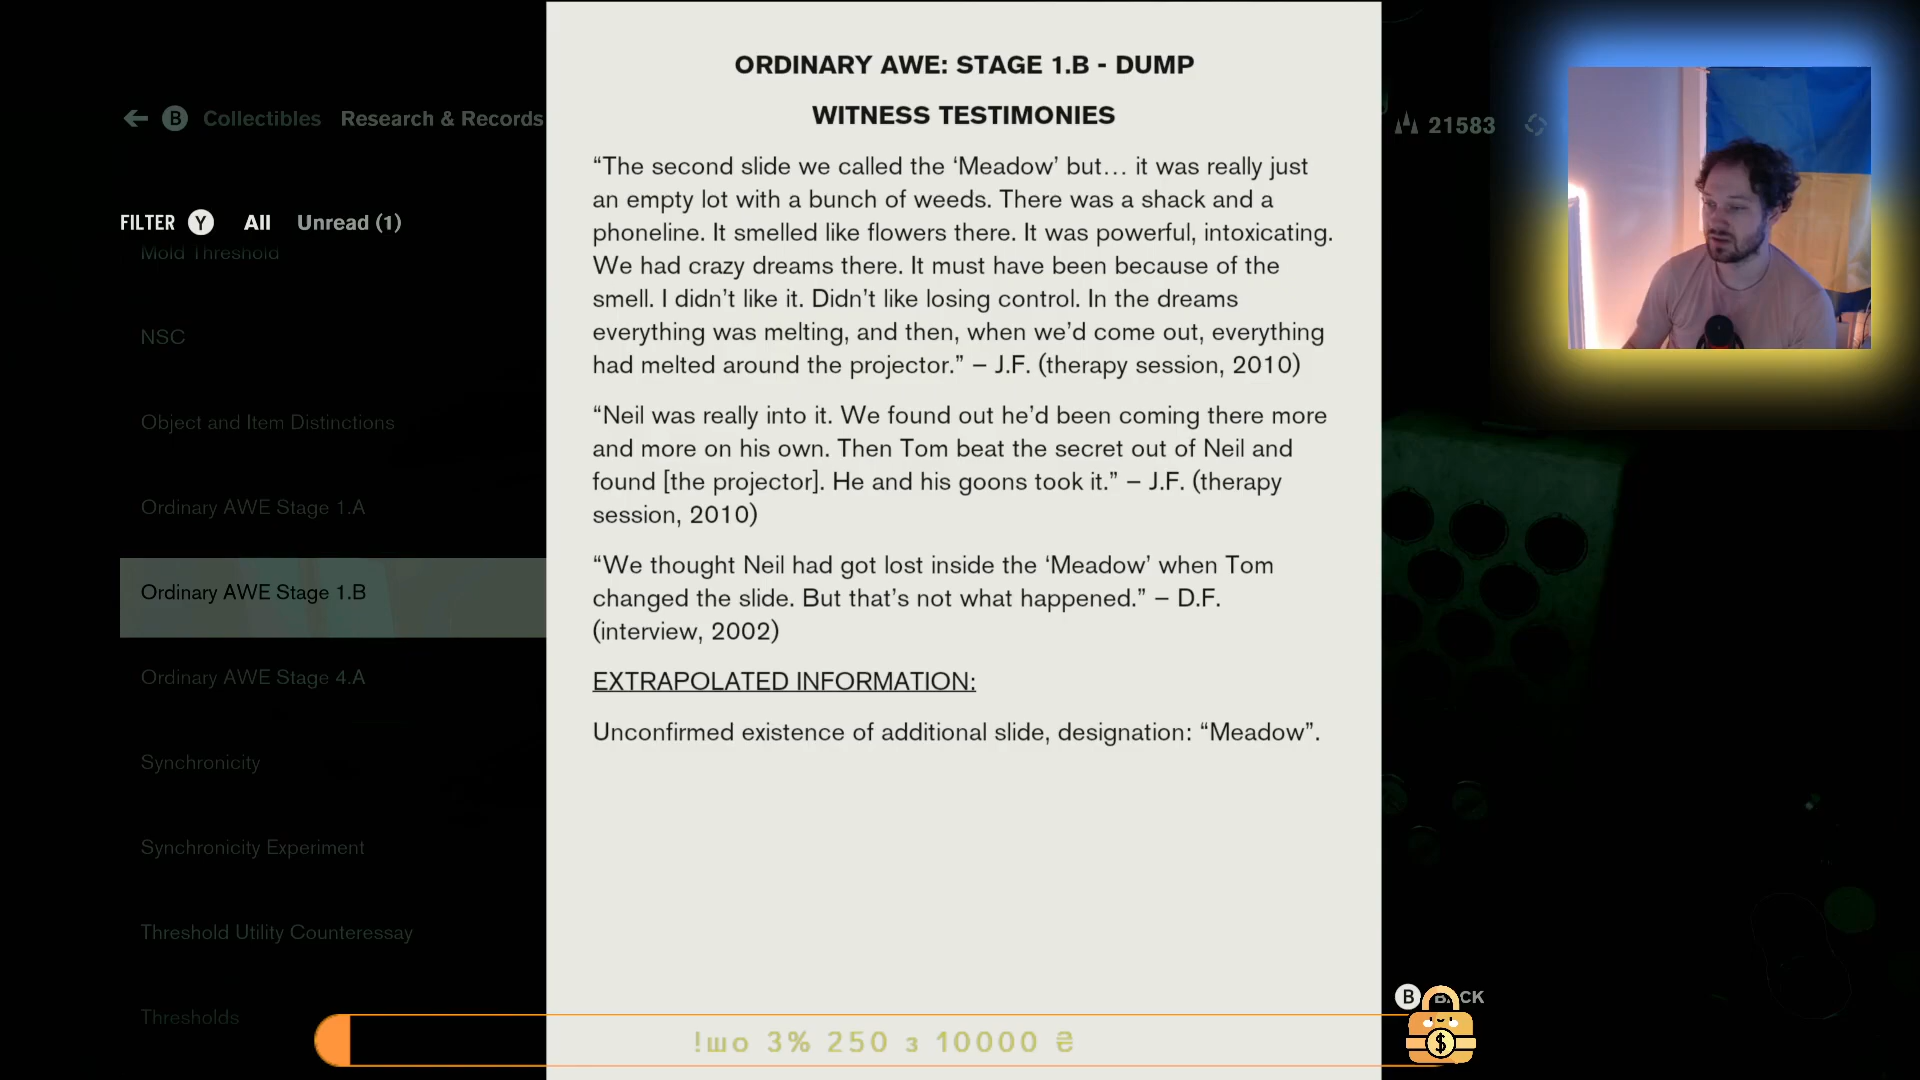 ORDINARY AWE: STAGE 1.B - DUMP
WITNESS TESTIMONIES
“The second slide we called the ‘Meadow’ but… it was really just
an empty lot with a bunch of weeds. There was a shack and a
phoneline. It smelled like flowers there. It was powerful, intoxicating.
We had crazy dreams there. It must have been because of the
smell. I didn’t like it. Didn’t like losing control. In the dreams
everything was melting, and then, when we’d come out, everything
had melted around the projector.” – J.F. (therapy session, 2010)
“Neil was really into it. We found out he’d been coming there more
and more on his own. Then Tom beat the secret out of Neil and
found [the projector]. He and his goons took it.” – J.F. (therapy
session, 2010)
“We thought Neil had got lost inside the ‘Meadow’ when Tom
changed the slide. But that’s not what happened.” – D.F.
(interview, 2002)
EXTRAPOLATED INFORMATION:
Unconfirmed existence of additional slide, designation: “Meadow”.
B Collectibles Research & Records
21583
FILTER Y All Unread (1)
Mold Threshold
NSC
Object and Item Distinctions
Ordinary AWE Stage 1.A
Ordinary AWE Stage 1.B
Ordinary AWE Stage 4.A
Synchronicity
Synchronicity Experiment
Threshold Utility Counteressay
Thresholds
B BACK
!шо 3% 250 з 10000 ₴
$